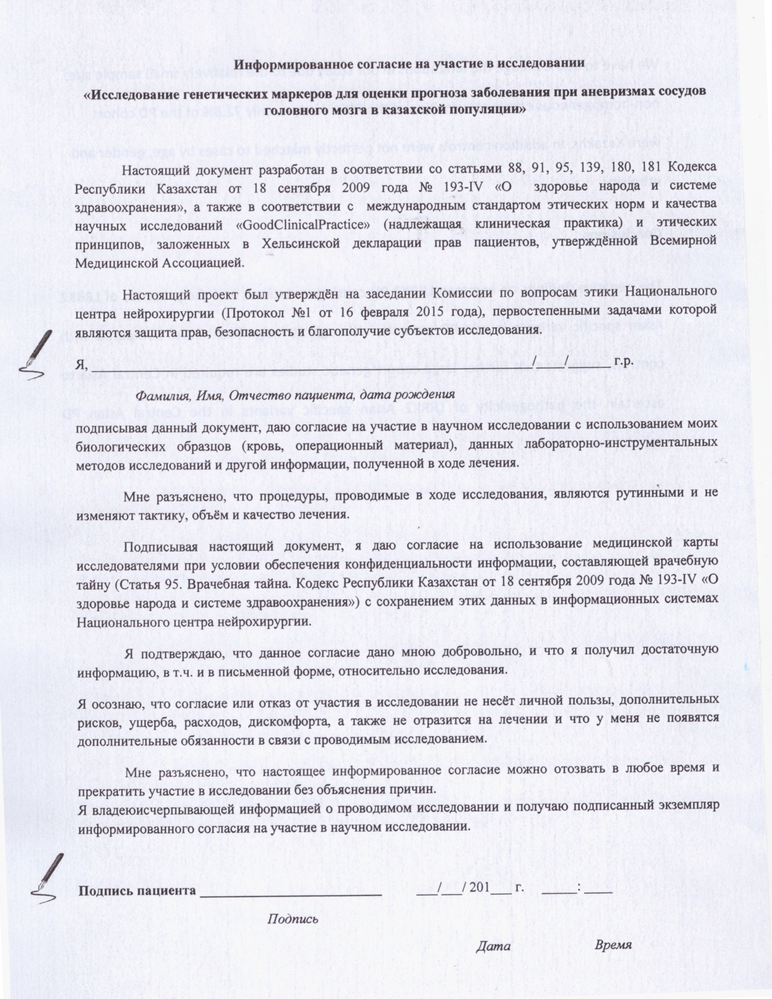 Информированное согласие на участие в исследовании
«Исследование генетических маркеров для оценки прогноза заболевания при аневризмах сосудов
головного мозга в казахской популяции»
Настоящий документ разработан в соответствии со статьями 88, 91, 95, 139, 180, 181 Кодекса
Республики Казахстан от 18 сентября 2009 года № 193-IV «О здоровье народа и системе
здравоохранения», а также в соответствии с международным стандартом этических норм и качества
научных исследований «GoodClinicalPractice» (надлежащая клиническая практика) и этических
принципов, заложенных в Хельсинской декларации прав пациентов, утверждённой Всемирной
Медицинской Ассоциацией.
Настоящий проект был утверждён на заседании Комиссии по вопросам этики Национального
центра нейрохирургии (Протокол №1 от 16 февраля 2015 года), первостепенными задачами которой
являются защита прав, безопасность и благополучие субъектов исследования.
Я, ______________________________/____/______ г.р.
Фамилия, Имя, Отчество пациента, дата рождения
подписывая данный документ, даю согласие на участие в научном исследовании с использованием моих
биологических образцов (кровь, операционный материал), данных лабораторно-инструментальных
методов исследований и другой информации, полученной в ходе лечения.
Мне разъяснено, что процедуры, проводимые в ходе исследования, являются рутинными и не
изменяют тактику, объём и качество лечения.
Подписывая настоящий документ, я даю согласие на использование медицинской карты
исследователями при условии обеспечения конфиденциальности информации, составляющей врачебную
тайну (Статья 95. Врачебная тайна. Кодекс Республики Казахстан от 18 сентября 2009 года № 193-IV «О
здоровье народа и системе здравоохранения») с сохранением этих данных в информационных системах
Национального центра нейрохирургии.
Я подтверждаю, что данное согласие дано мною добровольно, и что я получил достаточную
информацию, в т.ч. и в письменной форме, относительно исследования.
Я осознаю, что согласие или отказ от участия в исследовании не несёт личной пользы, дополнительных
рисков, ущерба, расходов, дискомфорта, а также не отразится на лечении и что у меня не появятся
дополнительные обязанности в связи с проводимым исследованием.
Мне разъяснено, что настоящее информированное согласие можно отозвать в любое время и
прекратить участие в исследовании без объяснения причин.
Я владеюисчерпывающей информацией о проводимом исследовании и получаю подписанный экземпляр
информированного согласия на участие в научном исследовании.
Подпись пациента __________________ ___/___/ 201___ г. _____: ____
Подпись
Дата Время